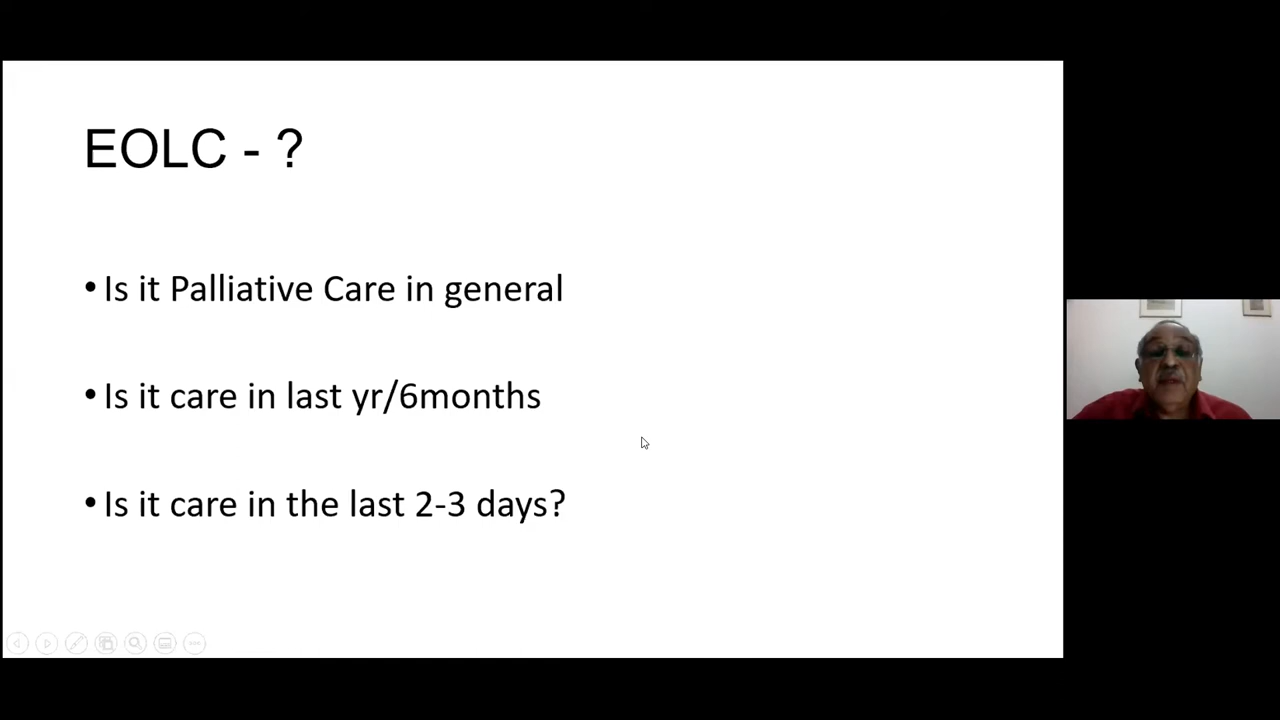 EOLC - ?
• Is it Palliative Care in general
• Is it care in last yr/6months
• Is it care in the last 2-3 days?